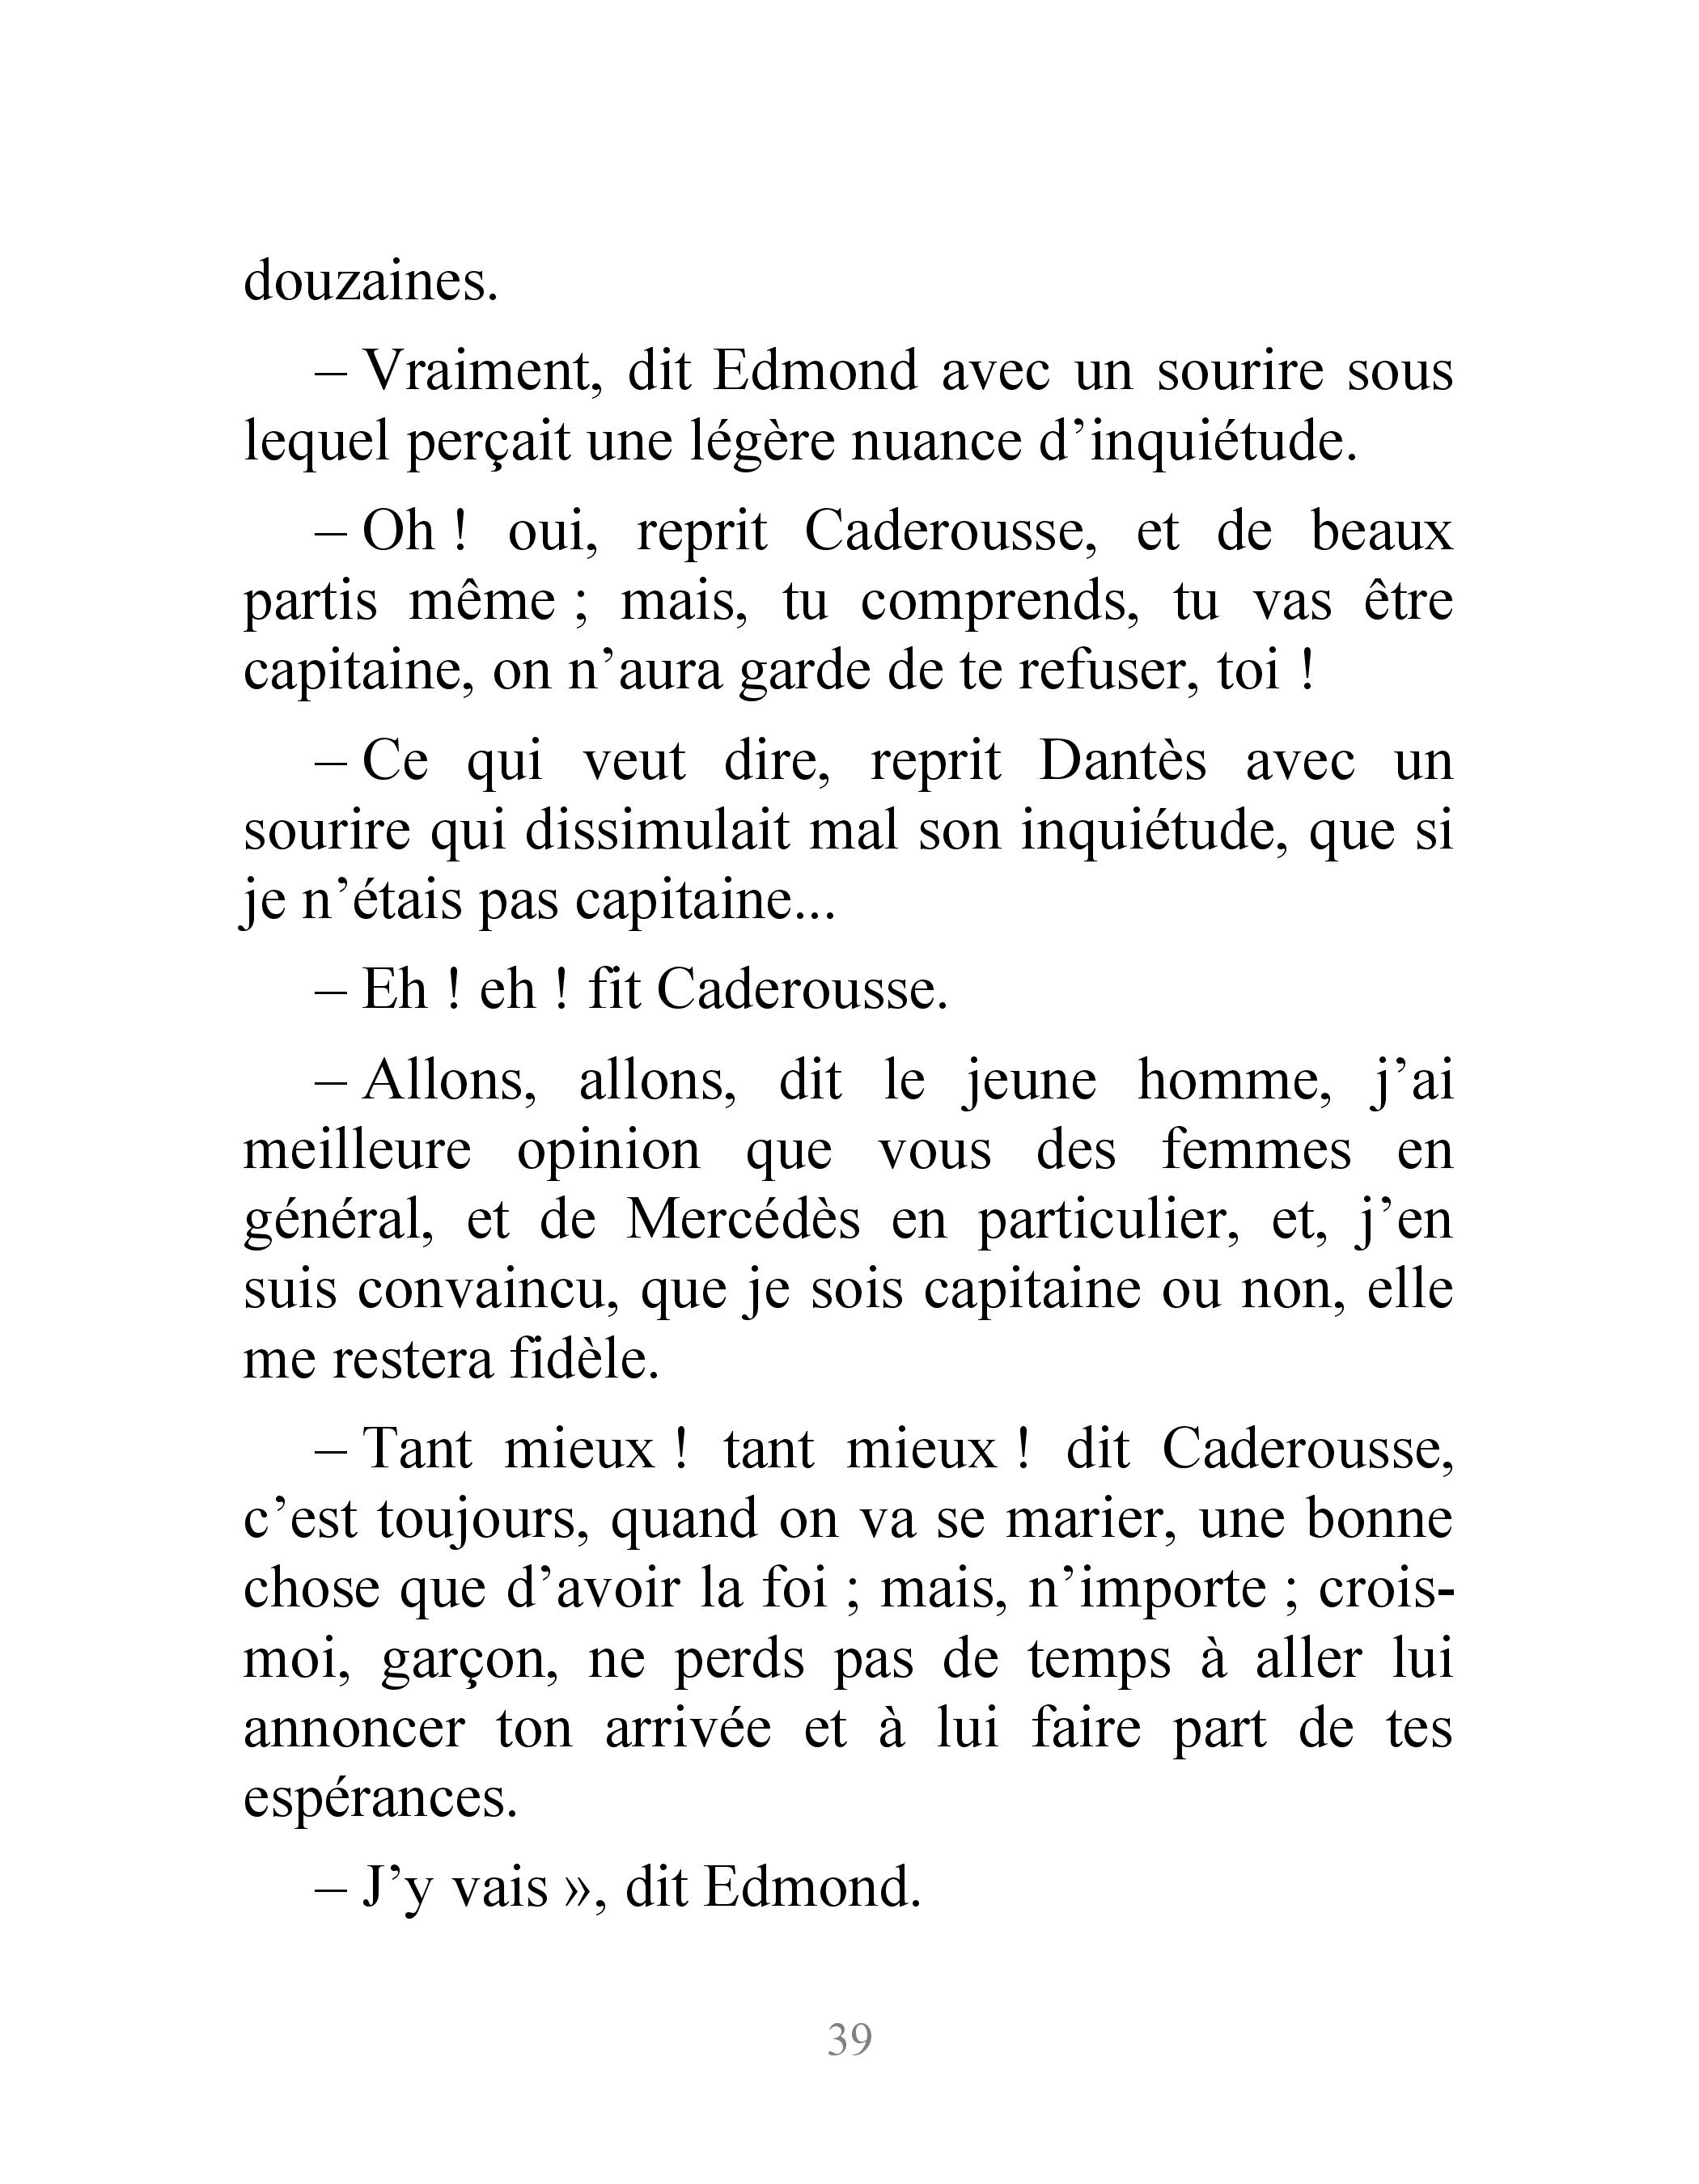 douzaines.
– Vraiment, dit Edmond avec un sourire sous
lequel perçait une légère nuance d’inquiétude.
– Oh ! oui, reprit Caderousse, et de beaux
partis même ; mais, tu comprends, tu vas être
capitaine, on n’aura garde de te refuser, toi !
– Ce qui veut dire, reprit Dantès avec un
sourire qui dissimulait mal son inquiétude, que si
je n’étais pas capitaine...
– Eh ! eh ! fit Caderousse.
– Allons, allons, dit le jeune homme, j’ai
meilleure opinion que vous des femmes en
général, et de Mercédès en particulier, et, j’en
suis convaincu, que je sois capitaine ou non, elle
me restera fidèle.
– Tant mieux ! tant mieux ! dit Caderousse,
c’est toujours, quand on va se marier, une bonne
chose que d’avoir la foi ; mais, n’importe ; crois-
moi, garçon, ne perds pas de temps à aller lui
annoncer ton arrivée et à lui faire part de tes
espérances.
– J’y vais », dit Edmond.
39